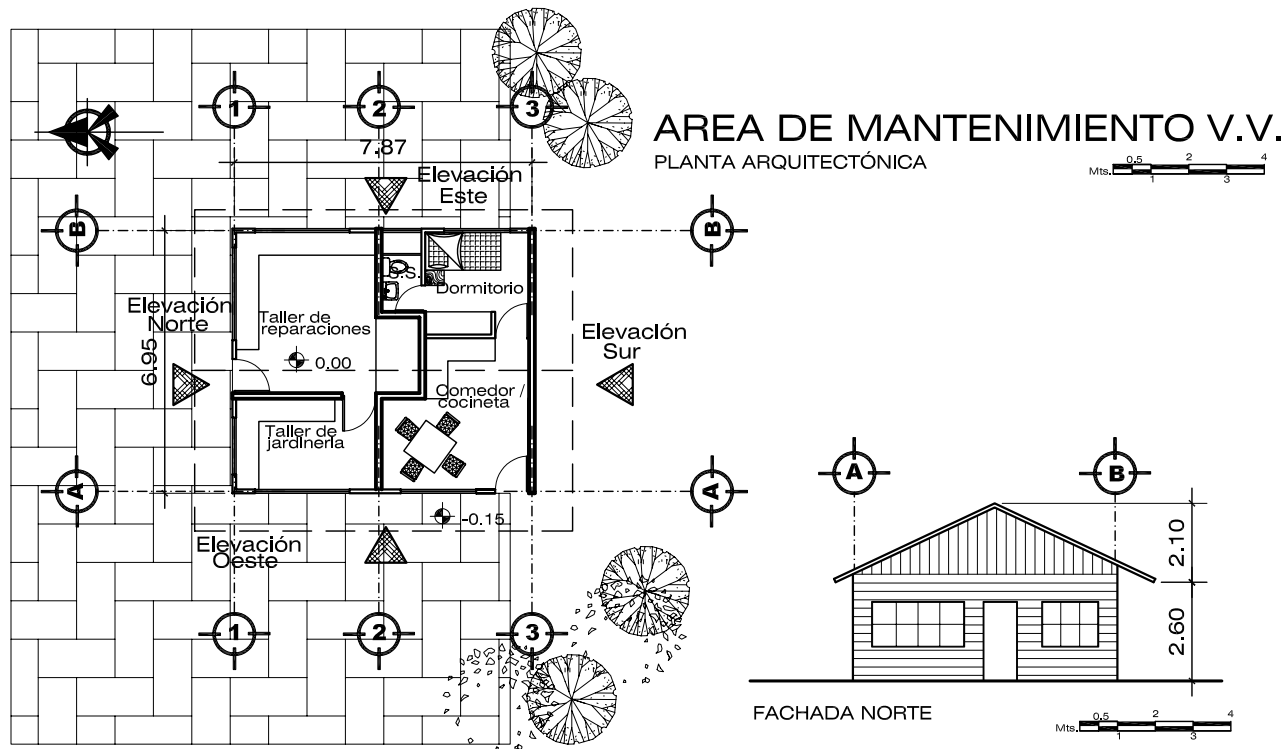 AREA DE MANTENIMIENTO V.V.
PLANTA ARQUITECTÓNICA
Mts.
0.5
2
4
1
3
1
2
3
7.87
Elevación
Este
B
B
Elevación
Norte
6.95
Taller de
reparaciones
0.00
S.S.
Dormitorio
Elevación
Sur
Comedor /
cocineta
Taller de
jardinería
A
A
-0.15
Elevación
Oeste
1
2
3
A
B
2.10
2.60
FACHADA NORTE
Mts.
0.5
2
4
1
3